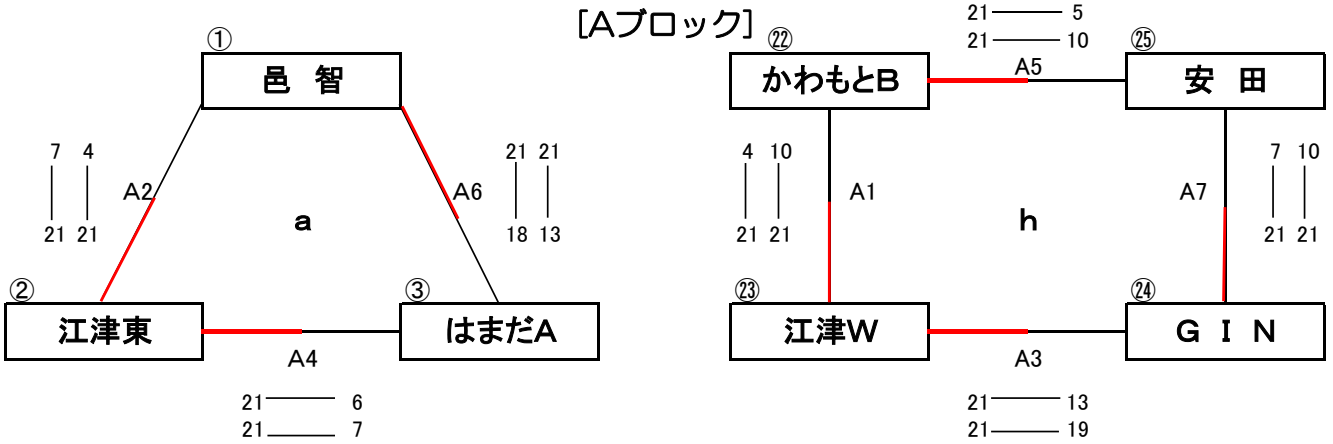 [Aブロック]
①
邑 智
7 4
A2
21 21
21 21
A6
18 13
a
②
江津東
③
はまだA
A4
21 6
21 7
21 5
21 10
㉒
かわもとB
A5
㉕
安 田
4 10
A1
21 21
7 10
A7
21 21
h
㉓
江津W
㉔
G I N
A3
21 13
21 19